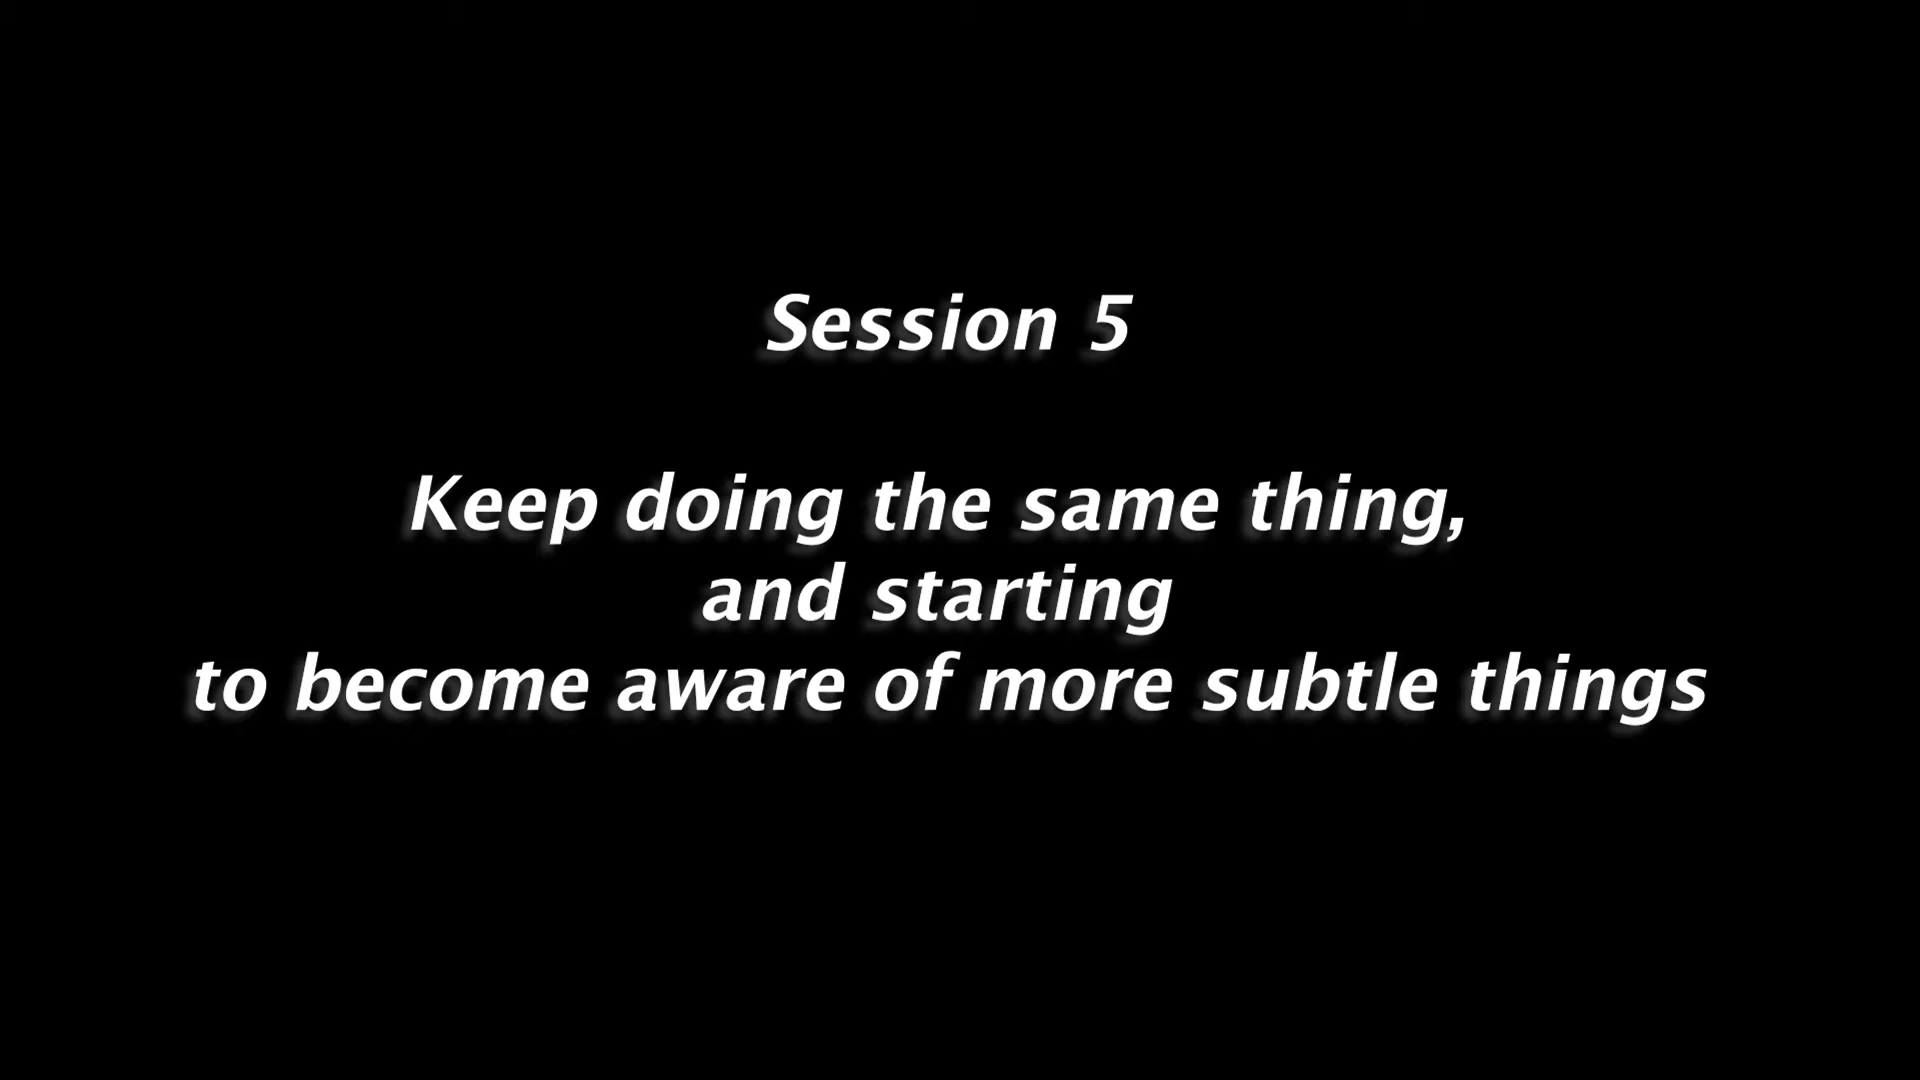 Session 5
Keep doing the same thing,
and starting
to become aware of more subtle things